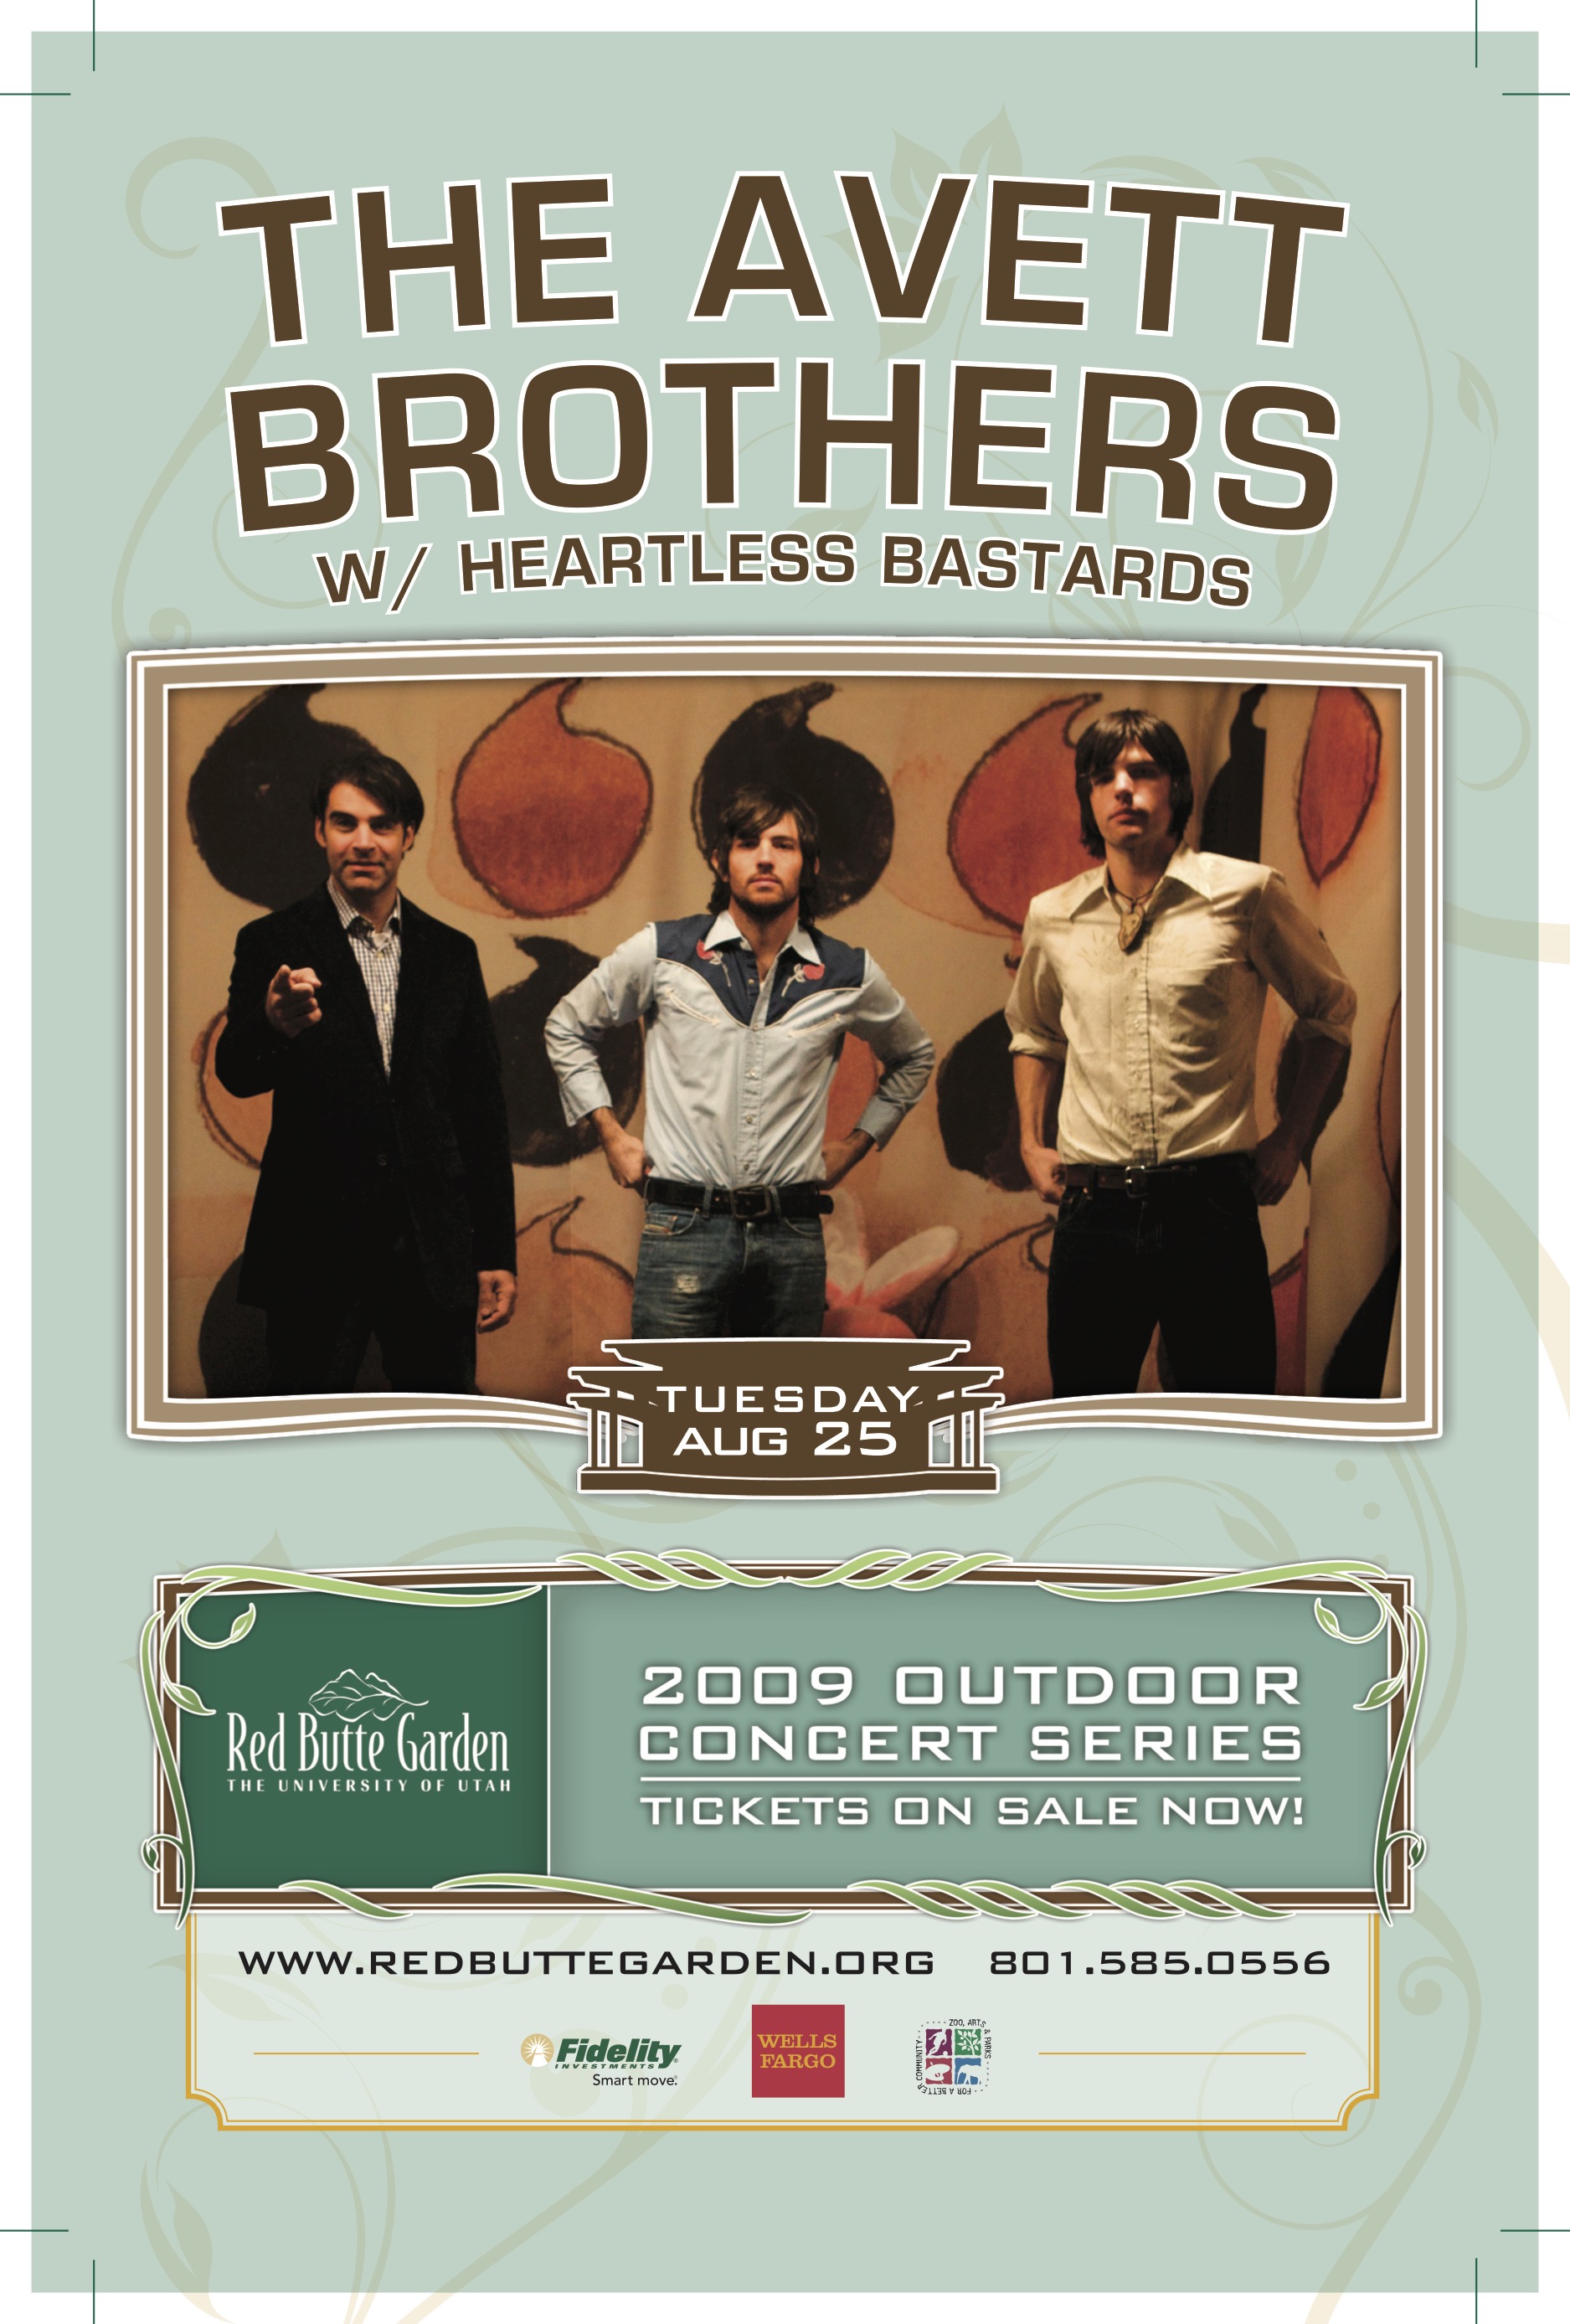 THE AVETT
BROTHERS
W/ HEARTLESS BASTARDS
TUESDAY
AUG 25
Red Butte Garden
THE UNIVERSITY OF UTAH
2009 OUTDOOR
CONCERT SERIES
TICKETS ON SALE NOW!
WWW.REDBUTTEGARDEN.ORG 801.585.0556
Fidelity
INVESTMENTS
Smart move.
WELLS
FARGO
ZOO, ARTS & PARKS
FOR A BETTER COMMUNITY